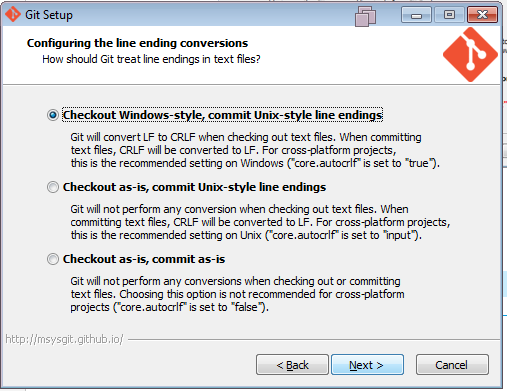 Git Setup
Configuring the line ending conversions
How should Git treat line endings in text files?
Checkout Windows-style, commit Unix-style line endings
Git will convert LF to CRLF when checking out text files. When committing
text files, CRLF will be converted to LF. For cross-platform projects,
this is the recommended setting on Windows ("core.autocrlf" is set to "true").
Checkout as-is, commit Unix-style line endings
Git will not perform any conversion when checking out text files. When
committing text files, CRLF will be converted to LF. For cross-platform projects,
this is the recommended setting on Unix ("core.autocrlf" is set to "input").
Checkout as-is, commit as-is
Git will not perform any conversions when checking out or committing
text files. Choosing this option is not recommended for cross-platform
projects ("core.autocrlf" is set to "false").
http://msysgit.github.io/
< Back
Next >
Cancel